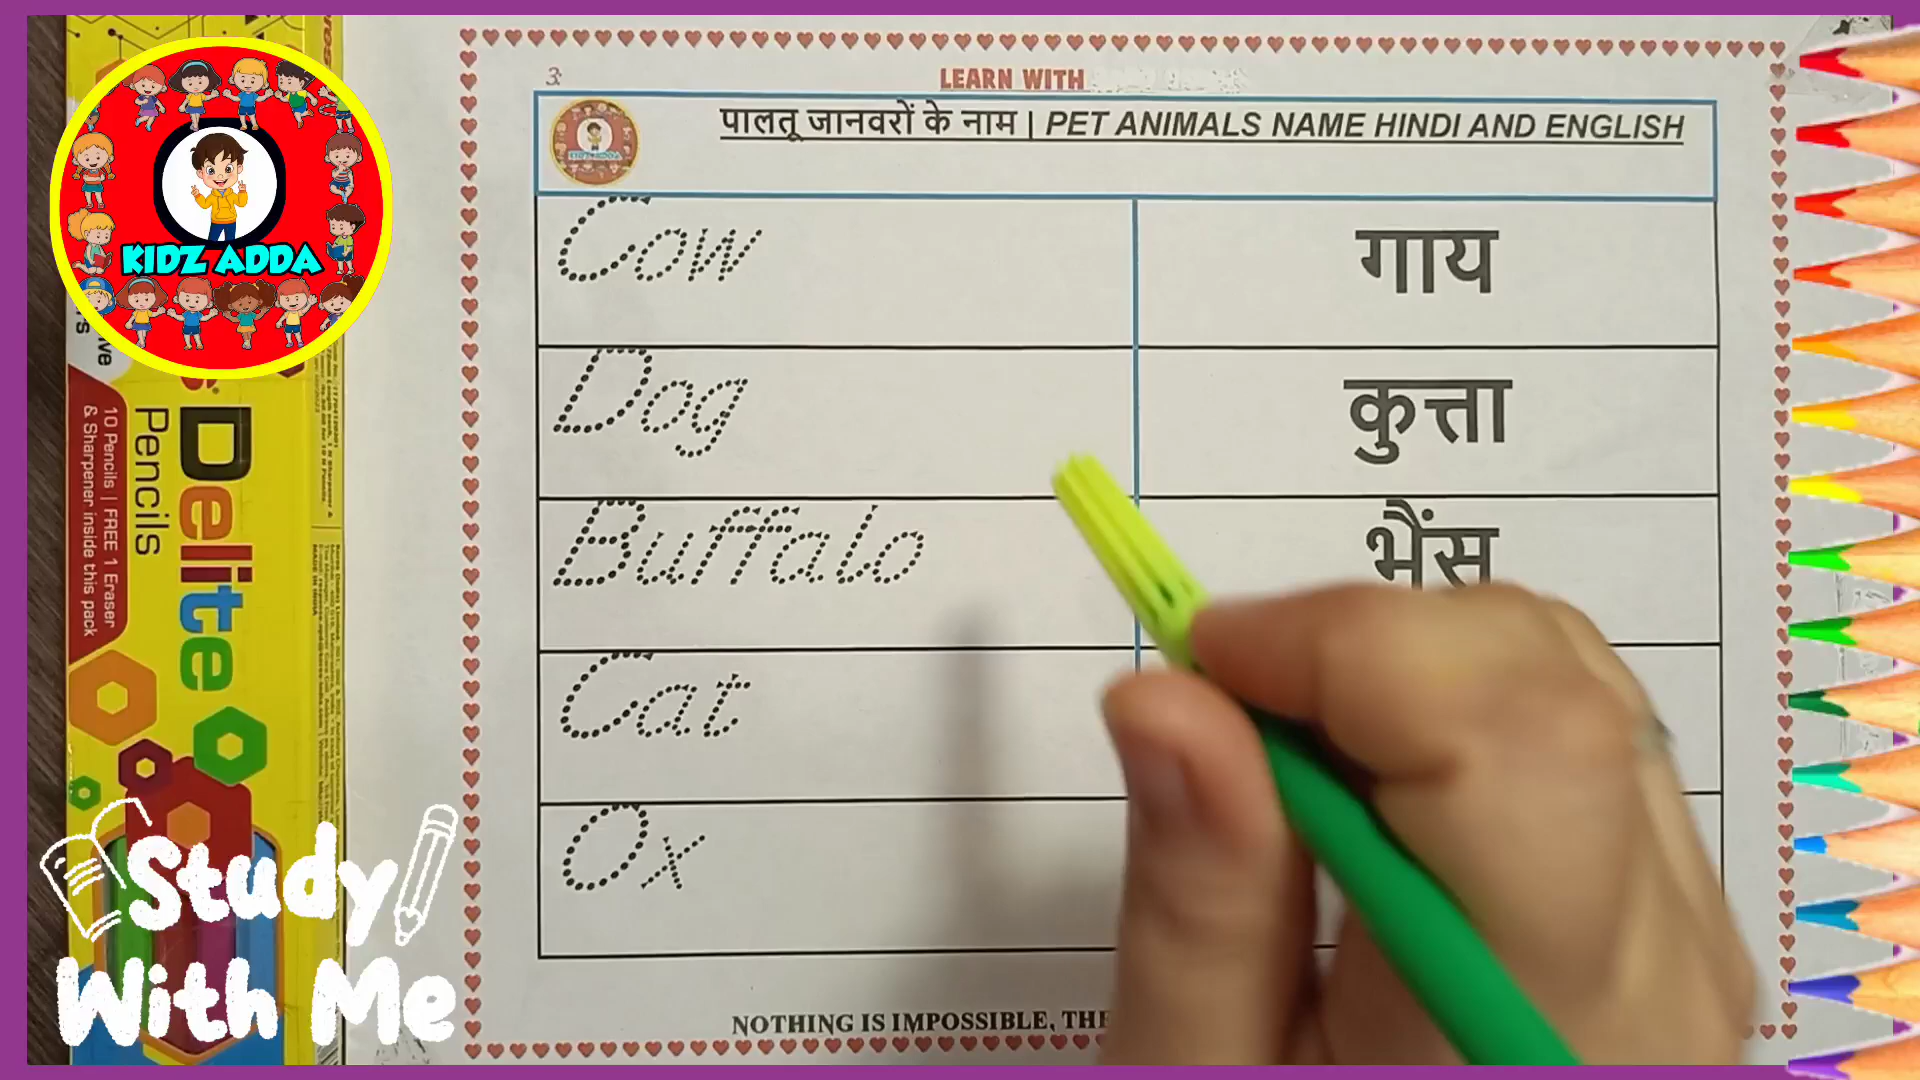 KIDZ ADDA
Study
With Me
Delite
Pencils
10 Pencils | FREE 1 Eraser
& Sharpener inside this pack
3
LEARN WITH
पालतू जानवरों के नाम | PET ANIMALS NAME HINDI AND ENGLISH
Cow गाय
Dog कुत्ता
Buffalo भैंस
Cat
Ox
NOTHING IS IMPOSSIBLE, THE